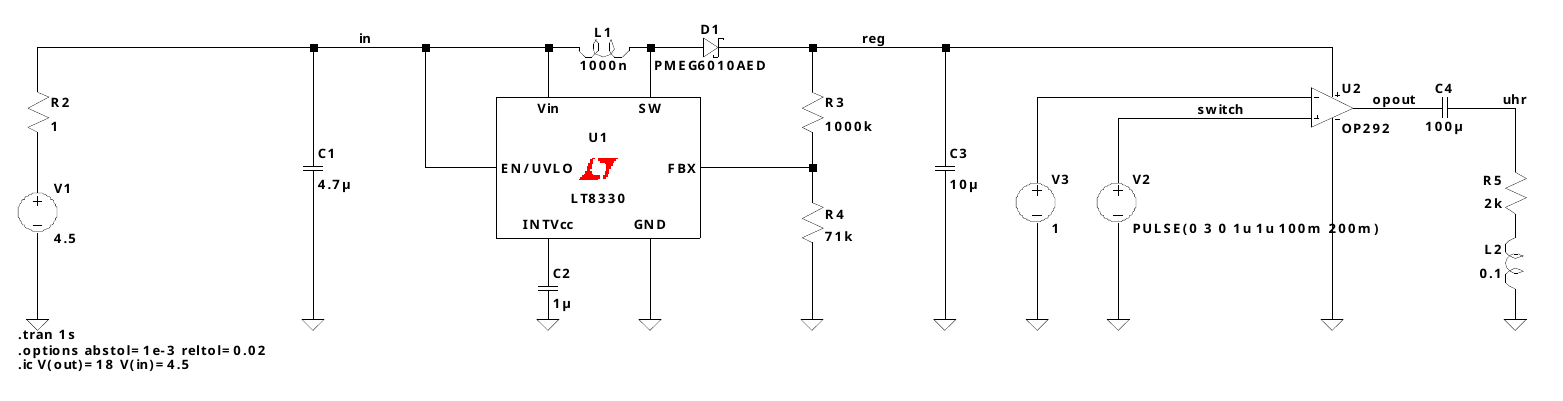 in
L1
1000n
D1
PMEG6010AED
reg
R2
1
V1
4.5
C1
4.7µ
Vin
SW
U1
EN/UVLO
FBX
LT8330
INTVcc
GND
C2
1µ
R3
1000k
R4
71k
C3
10µ
V3
1
switch
V2
PULSE(0 3 0 1u 1u 100m 200m)
U2
OP292
opout
C4
100µ
uhr
R5
2k
L2
0.1
.tran 1s
.options abstol=1e-3 reltol=0.02
.ic V(out)=18 V(in)=4.5